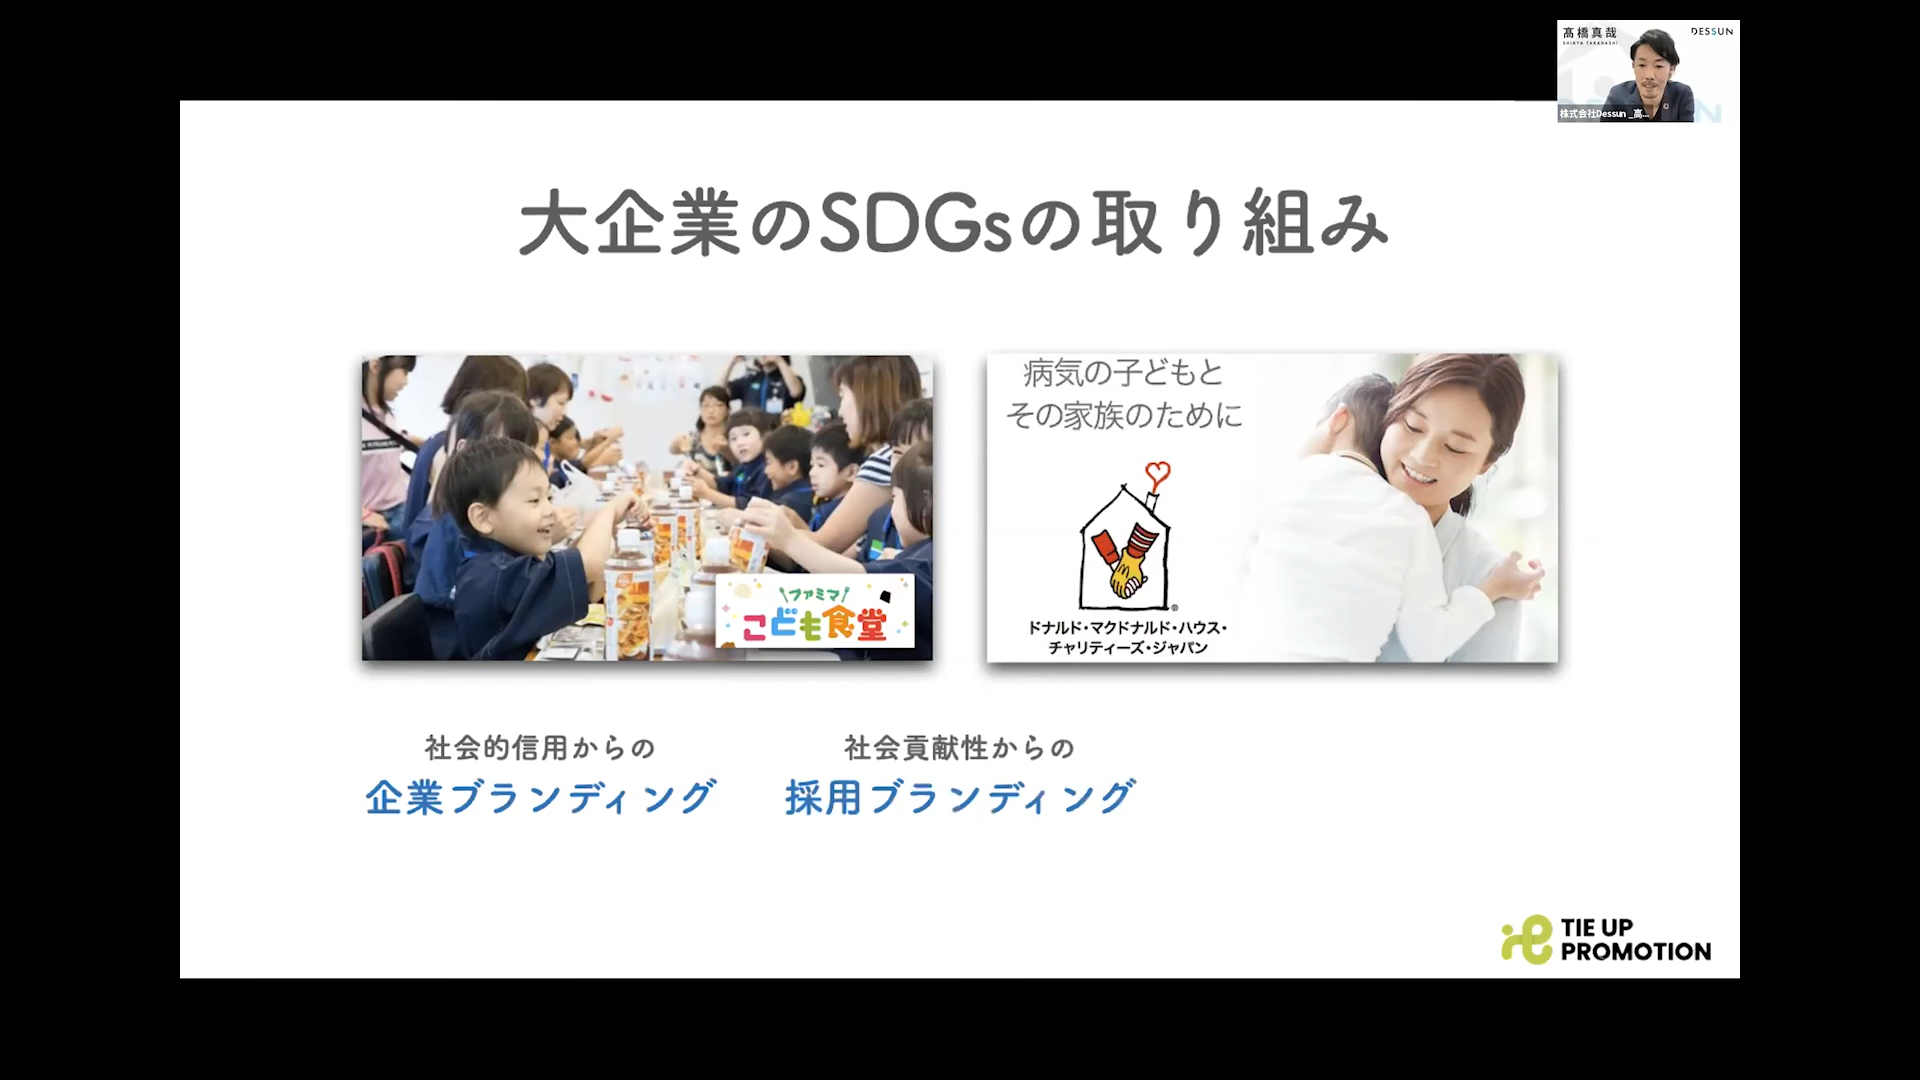 髙橋真哉
SHINYA TAKAHASHI
DESSUN
株式会社Dessun _高...
大企業のSDGsの取り組み
ファミマ
こども食堂
病気の子どもと
その家族のために
ドナルド・マクドナルド・ハウス・
チャリティーズ・ジャパン
社会的信用からの
企業ブランディング
社会貢献性からの
採用ブランディング
TIE UP
PROMOTION